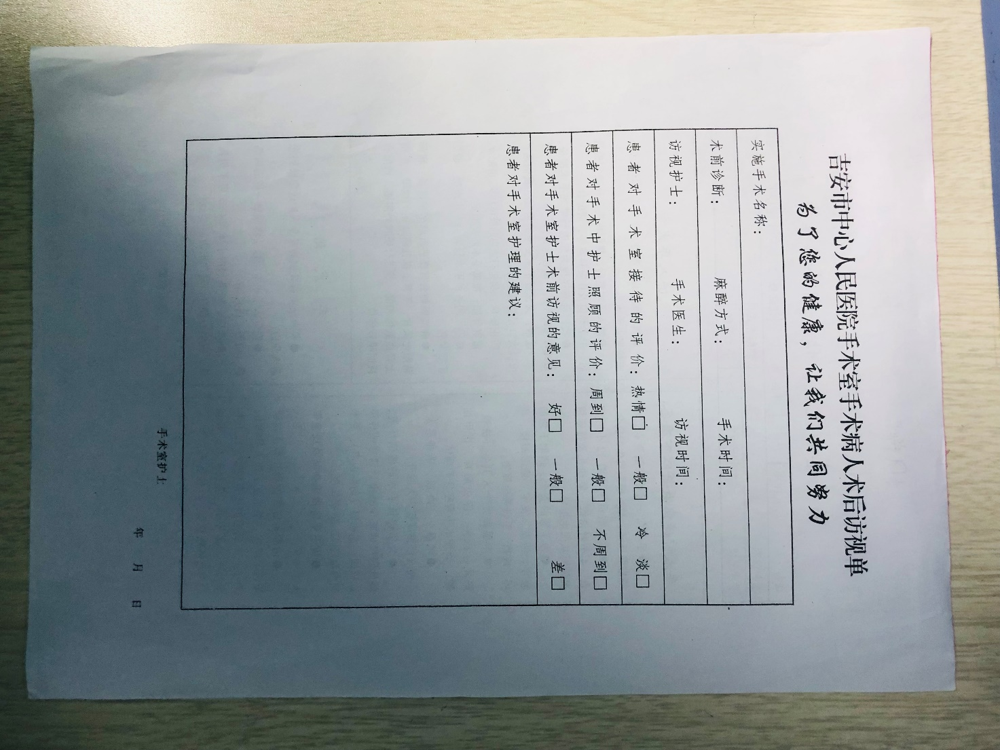 吉安市中心人民医院手术室手术病人术后访视单
为了您的健康，让我们共同努力
实施手术名称：
术前诊断： 麻醉方式： 手术时间：
访视护士： 手术医生： 访视时间：
患者对手术室接待的评价：热情□ 一般□ 冷 淡□
患者对手术中护士照顾的评价：周到□ 一般□ 不周到□
患者对手术室护士术前访视的意见： 好□ 一般□ 差□
患者对手术室护理的建议：
手术室护士
年 月 日